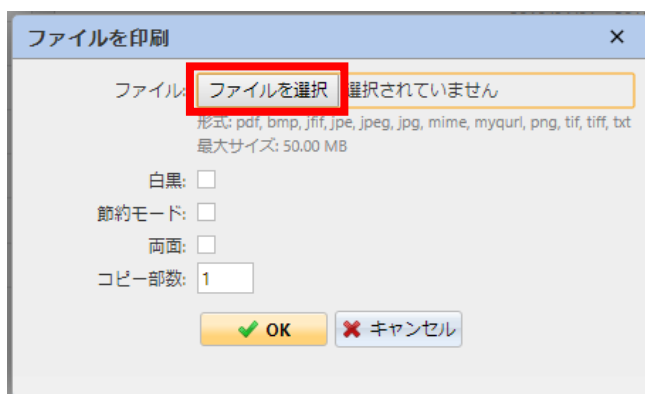 ファイルを印刷 ×
ファイル: ファイルを選択 選択されていません
形式: pdf, bmp, jfif, jpe, jpeg, jpg, mime, myqurl, png, tif, tiff, txt
最大サイズ: 50.00 MB
白黒:
節約モード:
両面:
コピー部数: 1
OK キャンセル